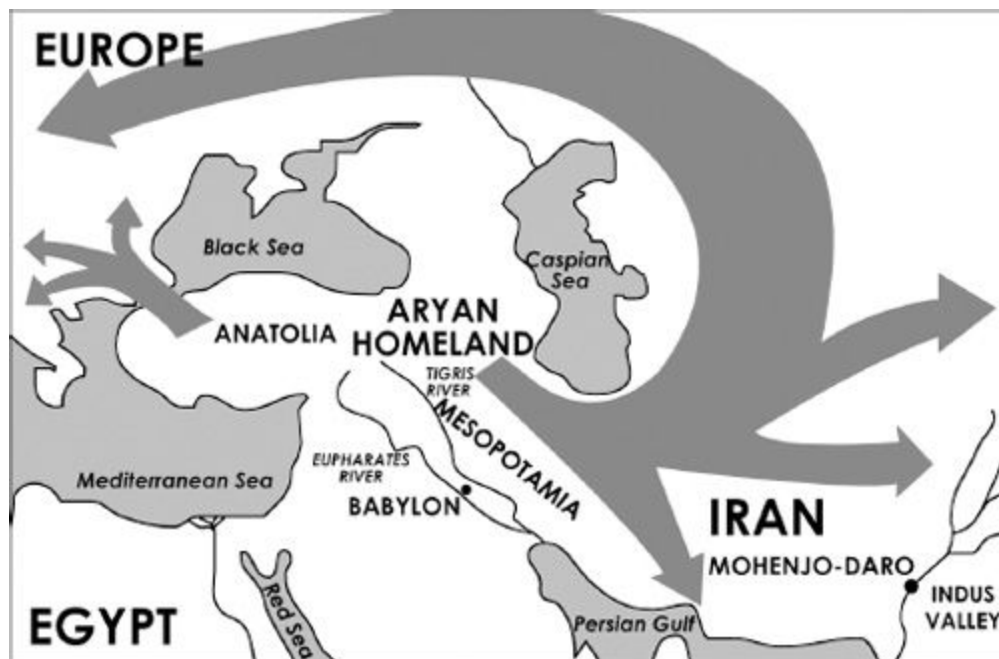 EUROPE
Black Sea
Caspian
Sea
ANATOLIA
ARYAN
HOMELAND
TIGRIS
RIVER
MESOPOTAMIA
EUPHARATES
RIVER
Mediterranean Sea
BABYLON
IRAN
MOHENJO-DARO
INDUS
VALLEY
EGYPT
Red Sea
Persian Gulf